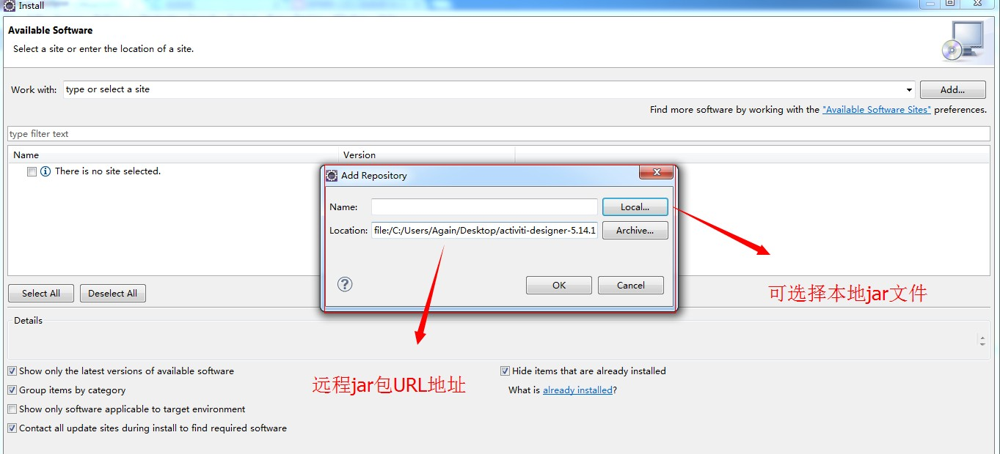 Install
Available Software
Select a site or enter the location of a site.
Work with: type or select a site Add...
Find more software by working with the "Available Software Sites" preferences.
type filter text
Name Version
There is no site selected.
Add Repository
Name: Local...
Location: file:/C:/Users/Again/Desktop/activiti-designer-5.14.1 Archive...
? OK Cancel
可选择本地jar文件
Select All Deselect All
Details
远程jar包URL地址
Show only the latest versions of available software Hide items that are already installed
Group items by category What is already installed?
Show only software applicable to target environment
Contact all update sites during install to find required software